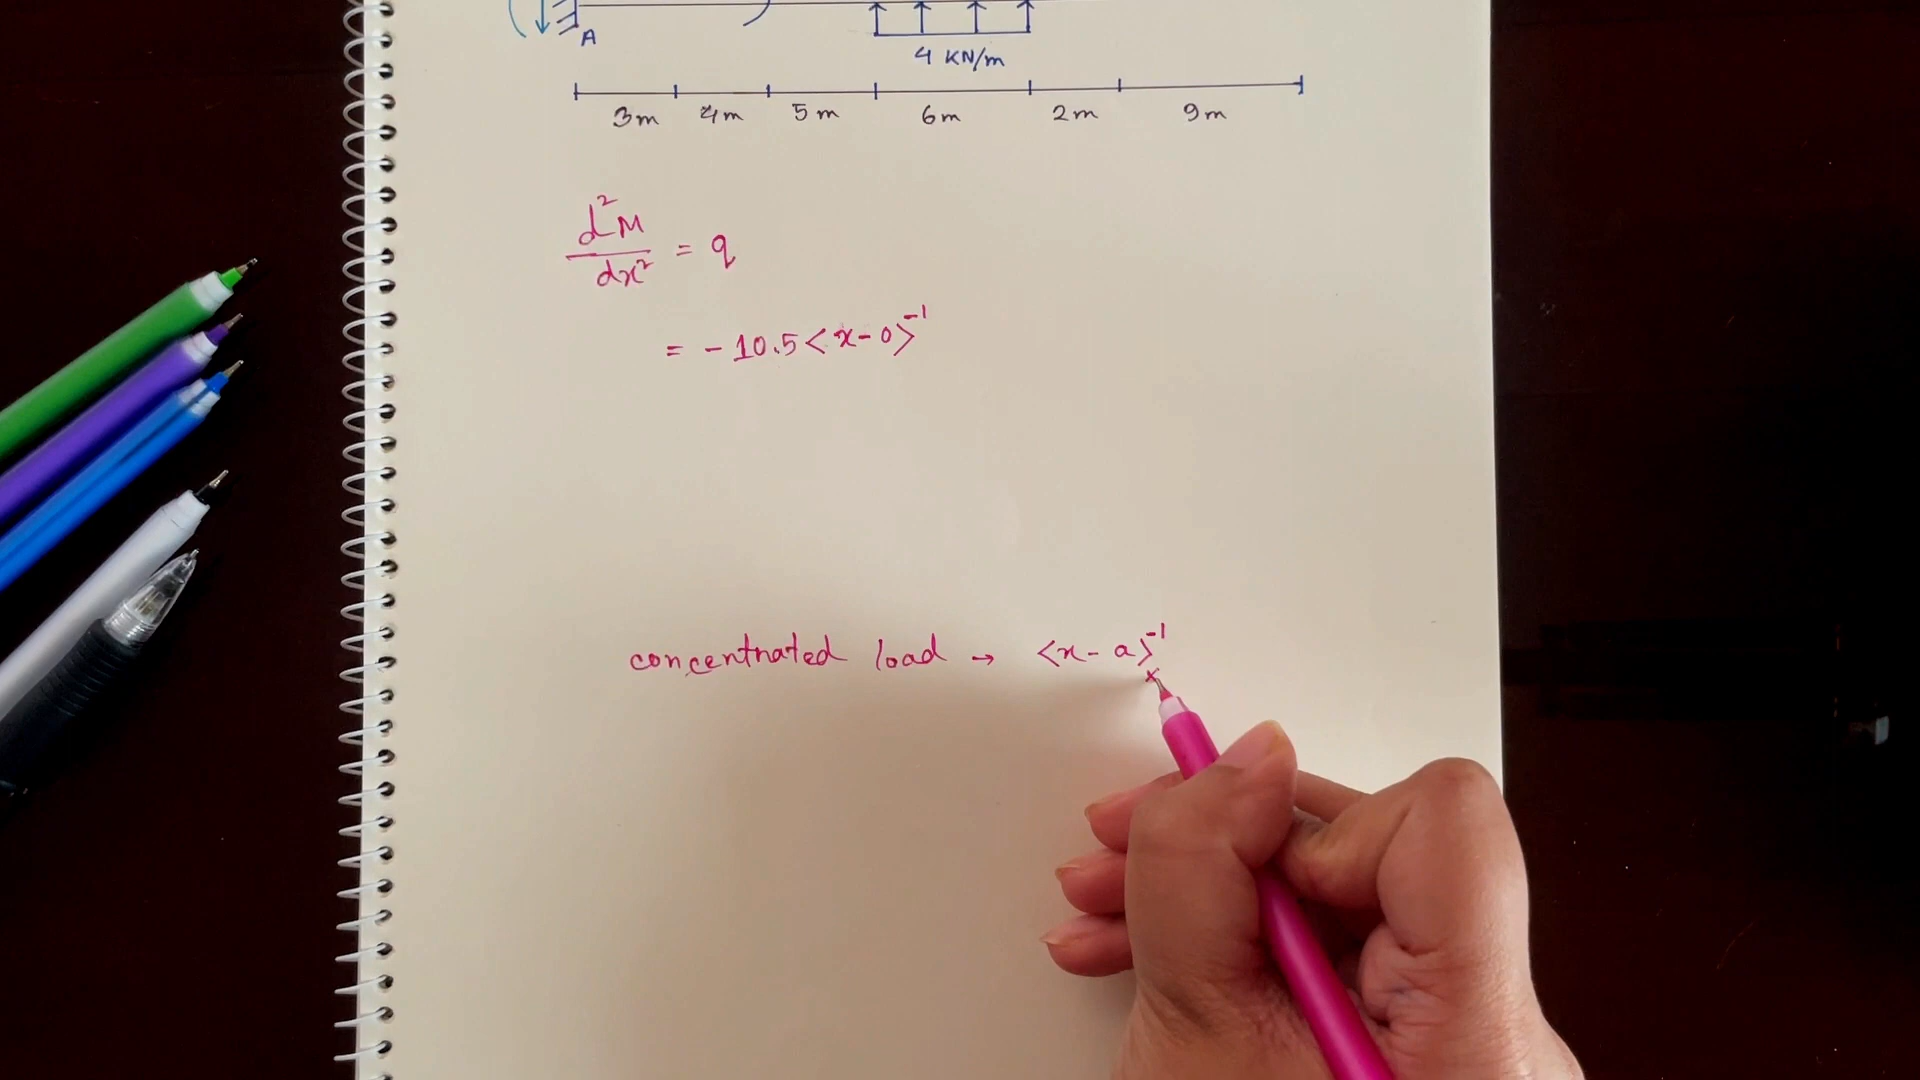 A
4 KN/m
3m 4m 5m 6m 2m 9m
d²M
dx² = q
= - 10.5<x-0>⁻¹
concentrated load → <x-a>⁻¹
*